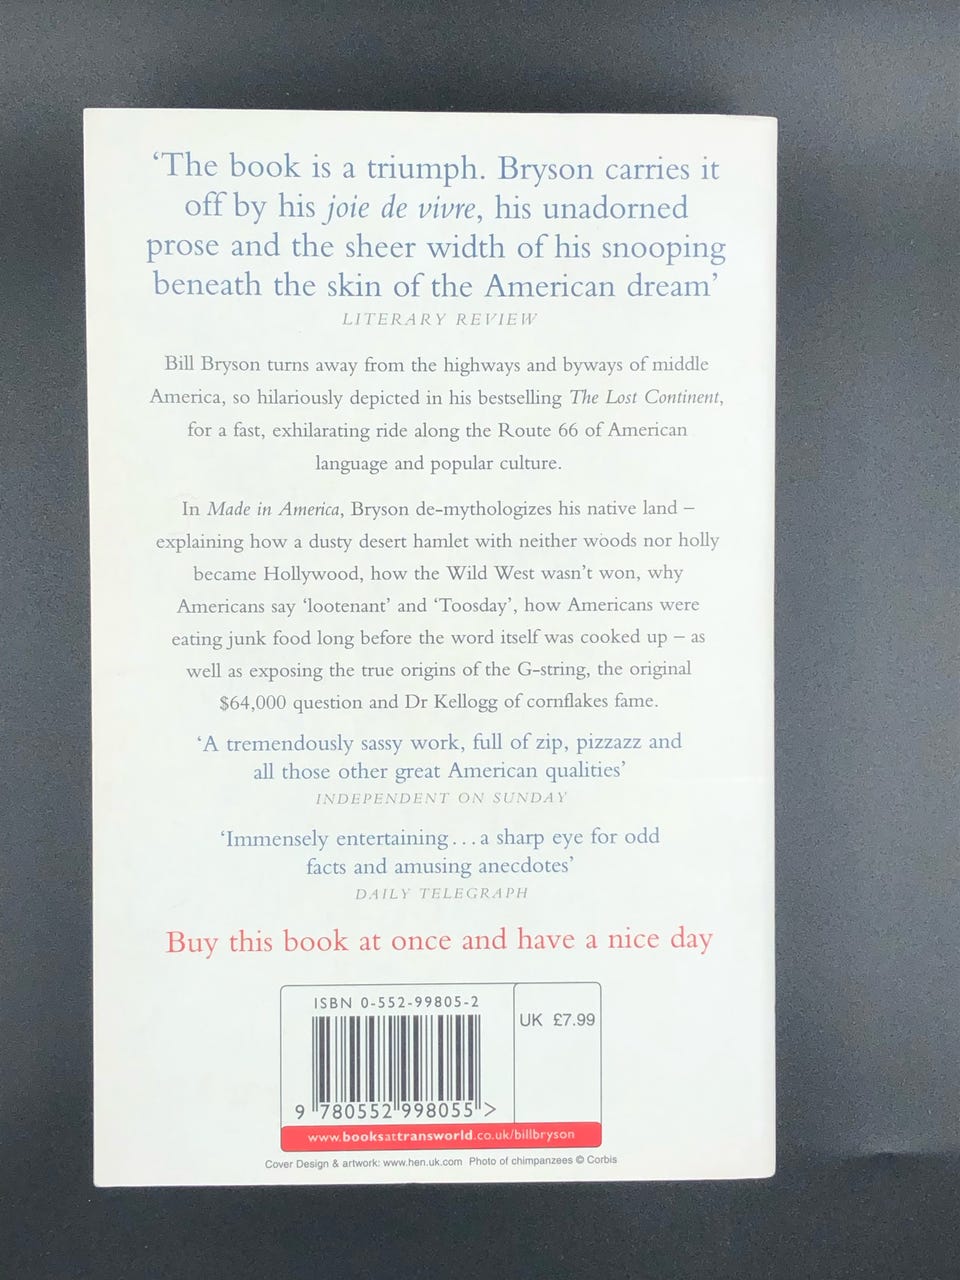 ‘The book is a triumph. Bryson carries it
off by his joie de vivre, his unadorned
prose and the sheer width of his snooping
beneath the skin of the American dream’
LITERARY REVIEW
Bill Bryson turns away from the highways and byways of middle
America, so hilariously depicted in his bestselling The Lost Continent,
for a fast, exhilarating ride along the Route 66 of American
language and popular culture.
In Made in America, Bryson de-mythologizes his native land –
explaining how a dusty desert hamlet with neither woods nor holly
became Hollywood, how the Wild West wasn’t won, why
Americans say ‘lootenant’ and ‘Toosday’, how Americans were
eating junk food long before the word itself was cooked up – as
well as exposing the true origins of the G-string, the original
$64,000 question and Dr Kellogg of cornflakes fame.
‘A tremendously sassy work, full of zip, pizzazz and
all those other great American qualities’
INDEPENDENT ON SUNDAY
‘Immensely entertaining . . . a sharp eye for odd
facts and amusing anecdotes’
DAILY TELEGRAPH
Buy this book at once and have a nice day
ISBN 0-552-99805-2
UK £7.99
9 780552 998055 >
www.booksattransworld.co.uk/billbryson
Cover Design & artwork: www.hen.uk.com Photo of chimpanzees © Corbis